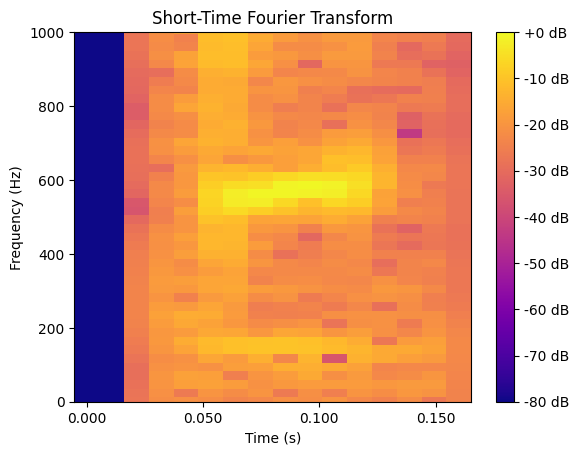 Short-Time Fourier Transform
1000
800
600
400
200
0
Frequency (Hz)
0.000
0.050
0.100
0.150
Time (s)
+0 dB
-10 dB
-20 dB
-30 dB
-40 dB
-50 dB
-60 dB
-70 dB
-80 dB